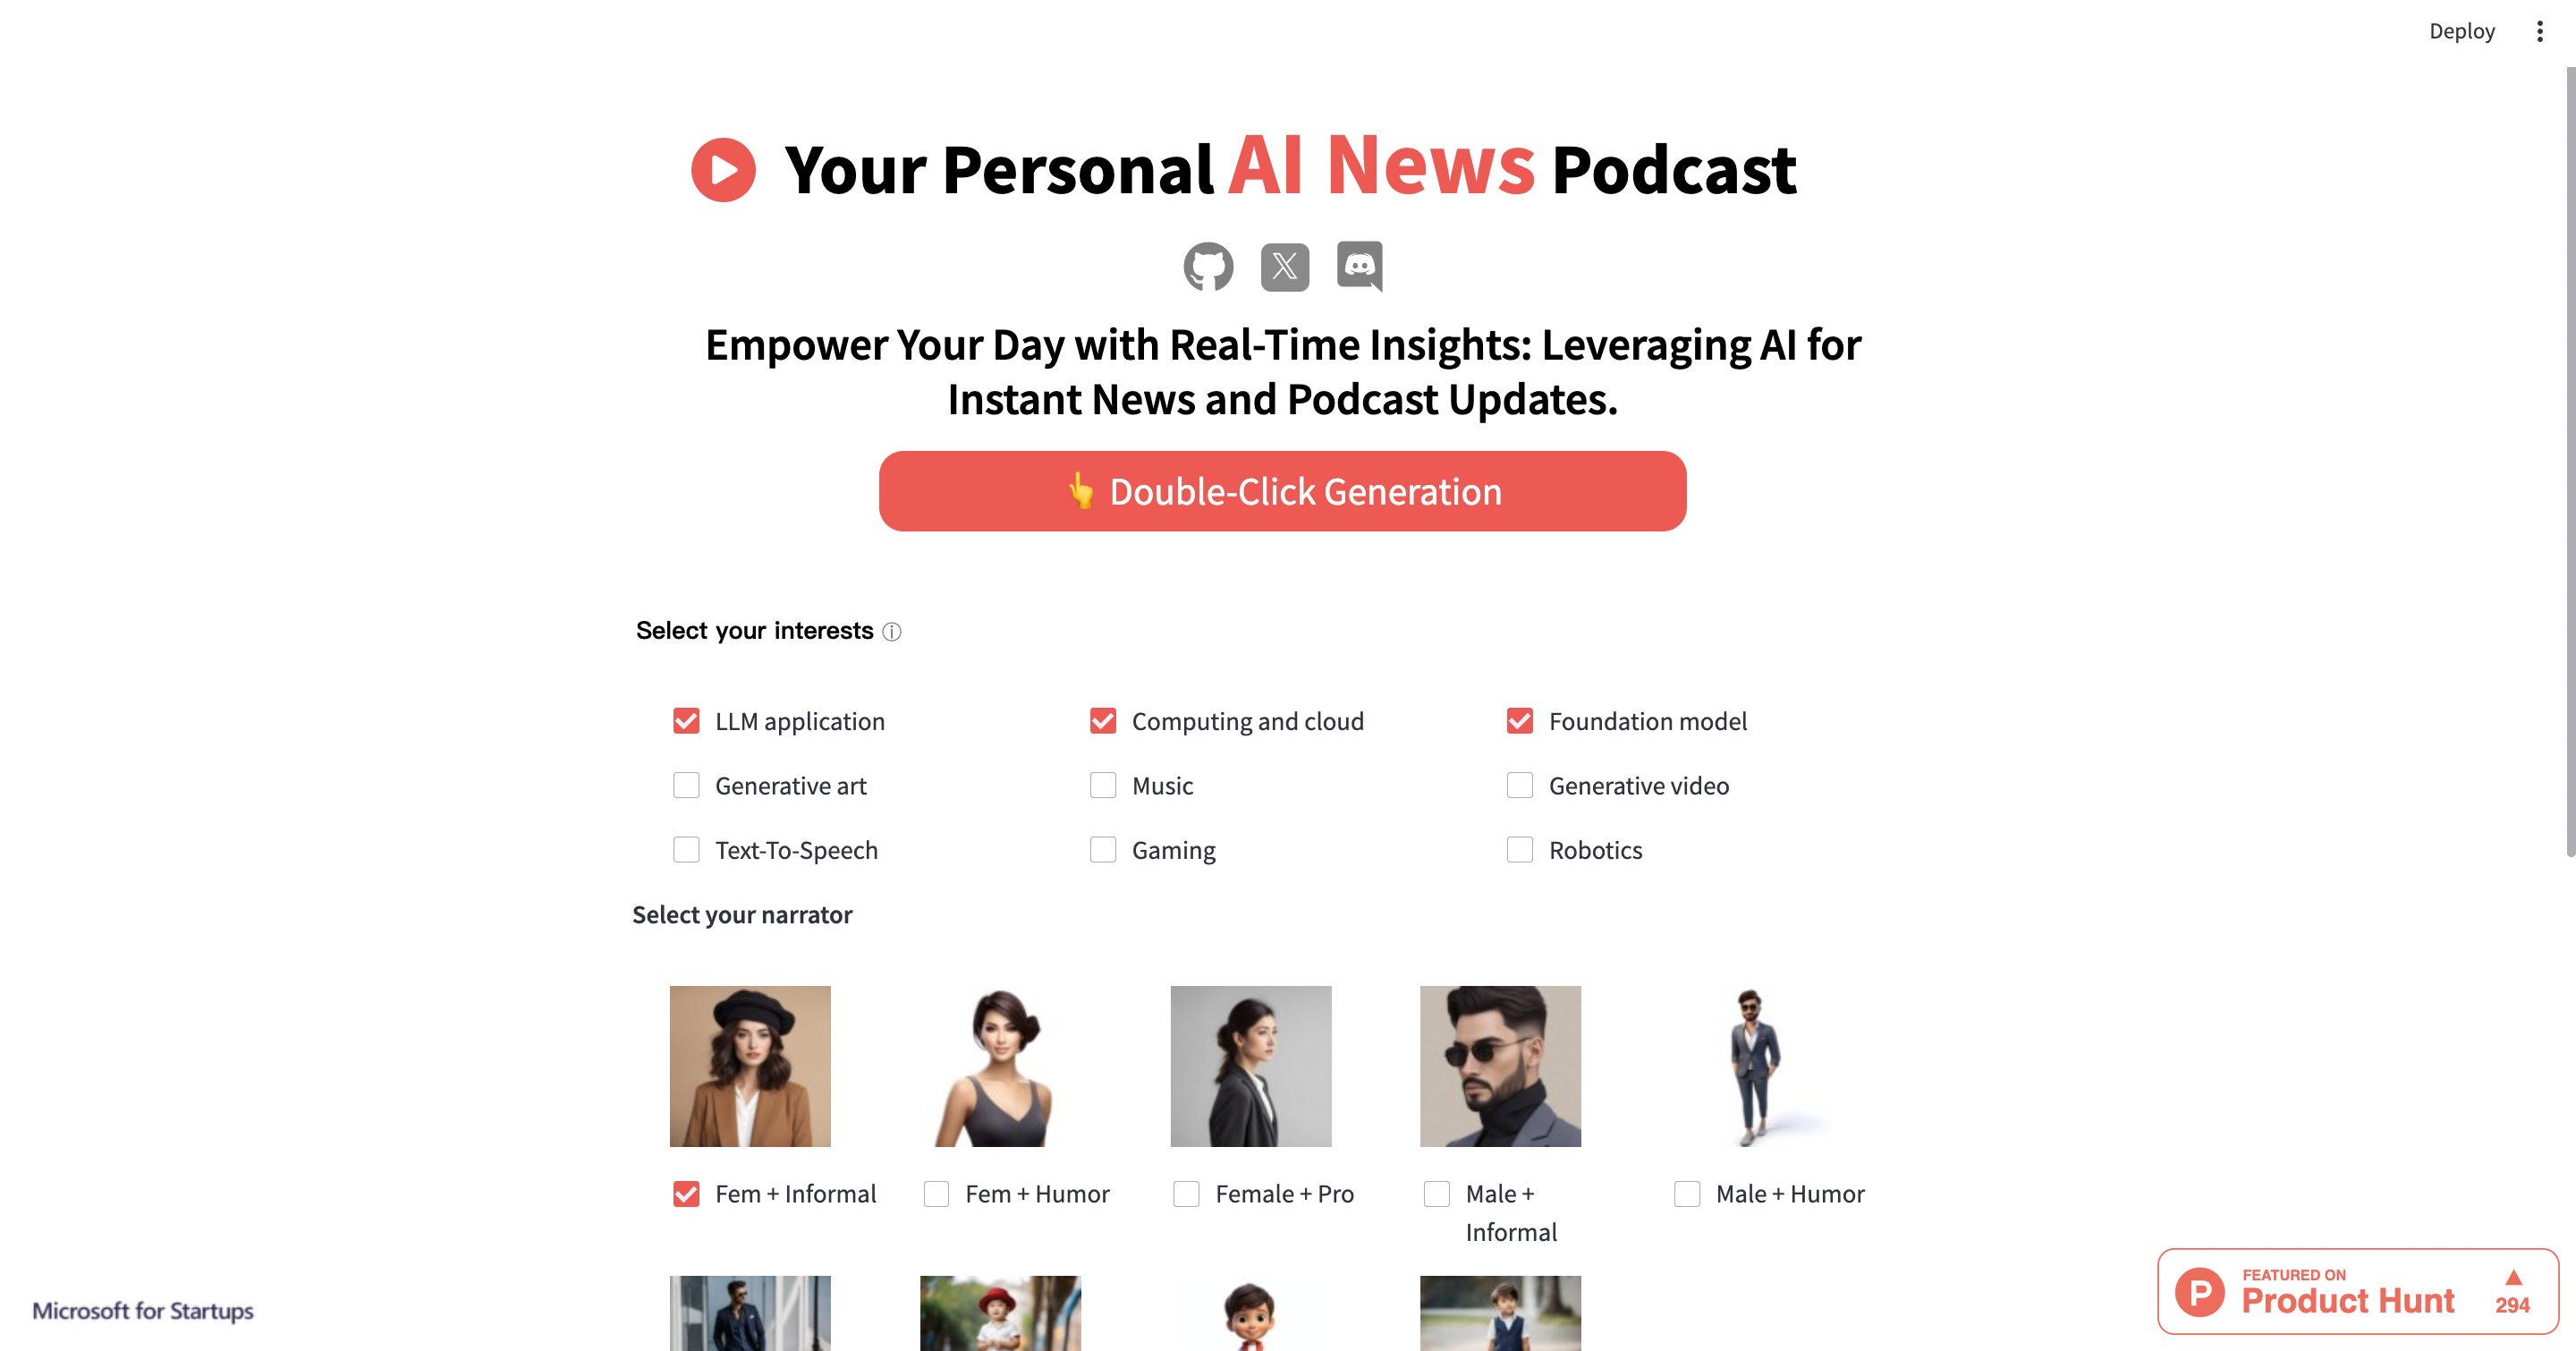 Deploy
Your Personal AI News Podcast
Empower Your Day with Real-Time Insights: Leveraging AI for
Instant News and Podcast Updates.
👆 Double-Click Generation
Select your interests ⓘ
LLM application
Computing and cloud
Foundation model
Generative art
Music
Generative video
Text-To-Speech
Gaming
Robotics
Select your narrator
Fem + Informal
Fem + Humor
Female + Pro
Male +
Informal
Male + Humor
Microsoft for Startups
P
FEATURED ON
Product Hunt
▲
294